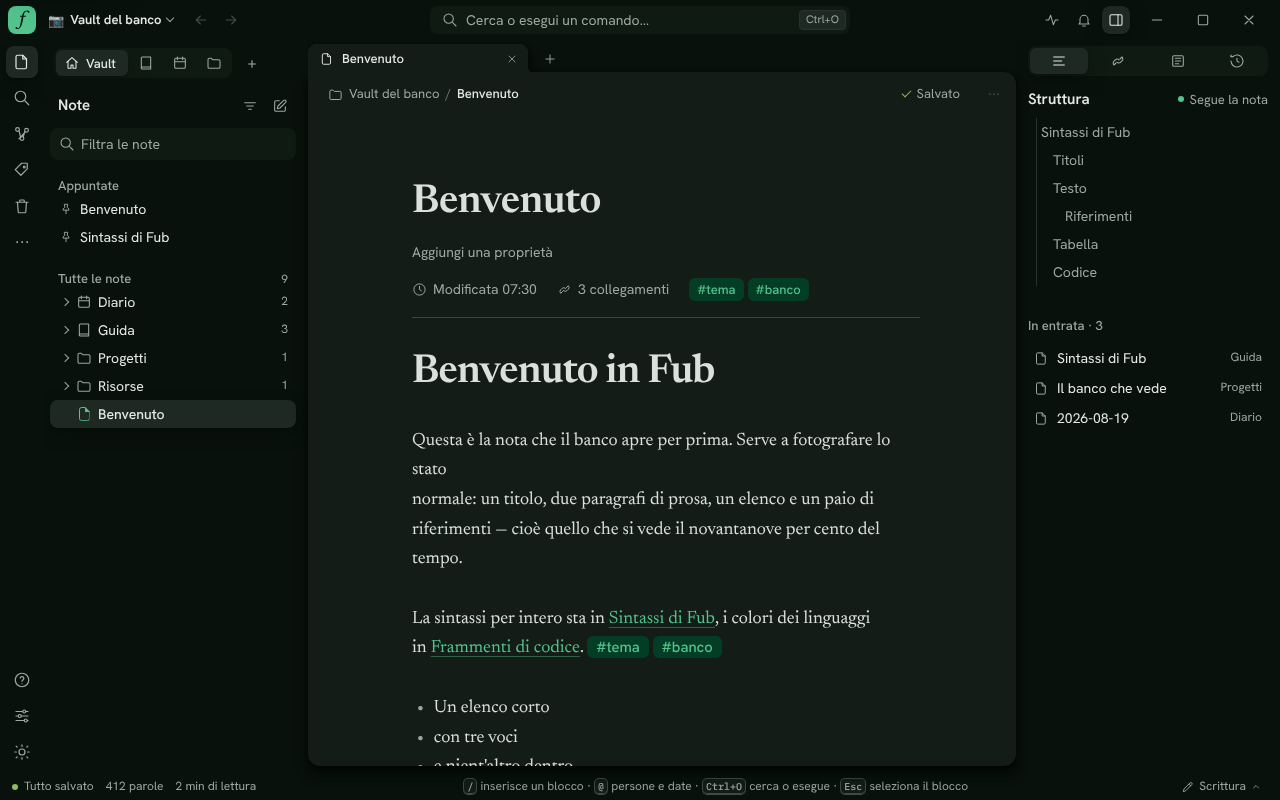 f
Vault del banco
Cerca o esegui un comando...
Ctrl+O
Vault
Note
Filtra le note
Appuntate
Benvenuto
Sintassi di Fub
Tutte le note 9
Diario 2
Guida 3
Progetti 1
Risorse 1
Benvenuto
Benvenuto
Vault del banco / Benvenuto
Salvato
Benvenuto
Aggiungi una proprietà
Modificata 07:30 3 collegamenti #tema #banco
Benvenuto in Fub
Questa è la nota che il banco apre per prima. Serve a fotografare lo
stato
normale: un titolo, due paragrafi di prosa, un elenco e un paio di
riferimenti — cioè quello che si vede il novantanove per cento del
tempo.
La sintassi per intero sta in Sintassi di Fub, i colori dei linguaggi
in Frammenti di codice. #tema #banco
• Un elenco corto
• con tre voci
• e nient'altro dentro
Struttura
Segue la nota
Sintassi di Fub
Titoli
Testo
Riferimenti
Tabella
Codice
In entrata · 3
Sintassi di Fub Guida
Il banco che vede Progetti
2026-08-19 Diario
Tutto salvato 412 parole 2 min di lettura
/ inserisce un blocco · @ persone e date · Ctrl+O cerca o esegue · Esc seleziona il blocco
Scrittura